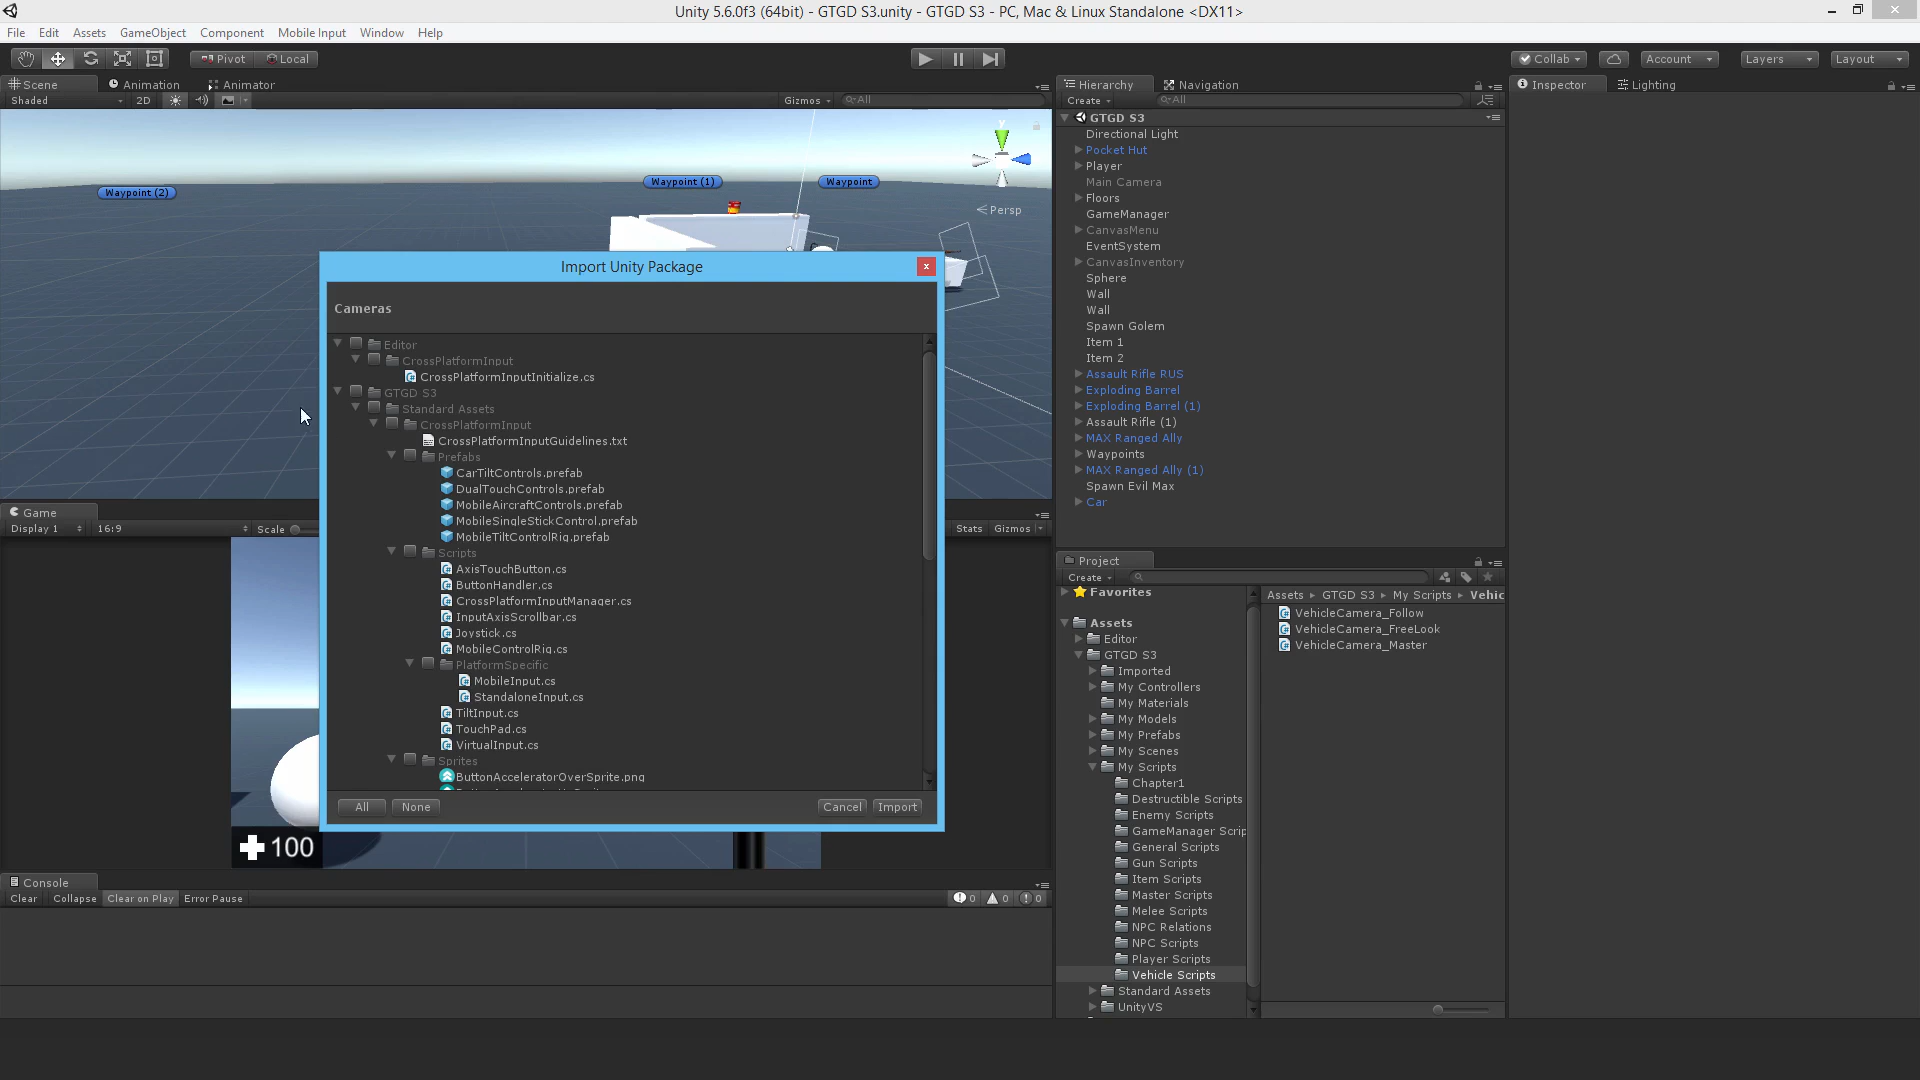 Unity 5.6.0f3 (64bit) - GTGD S3.unity - GTGD S3 - PC, Mac & Linux Standalone <DX11>
File Edit Assets GameObject Component Mobile Input Window Help
Pivot Local Collab Account Layers Layout
Scene Animation Animator
Shaded 2D Gizmos All
Waypoint (2)
Waypoint (1)
Waypoint
Y
Persp
Import Unity Package
Cameras
Editor
CrossPlatformInput
CrossPlatformInputInitialize.cs
GTGD S3
Standard Assets
CrossPlatformInput
CrossPlatformInputGuidelines.txt
Prefabs
CarTiltControls.prefab
DualTouchControls.prefab
MobileAircraftControls.prefab
MobileSingleStickControl.prefab
MobileTiltControlRig.prefab
Scripts
AxisTouchButton.cs
ButtonHandler.cs
CrossPlatformInputManager.cs
InputAxisScrollbar.cs
Joystick.cs
MobileControlRig.cs
PlatformSpecific
MobileInput.cs
StandaloneInput.cs
TiltInput.cs
TouchPad.cs
VirtualInput.cs
Sprites
ButtonAcceleratorOverSprite.png
All None Cancel Import
Game
Display 1 16:9 Scale Stats Gizmos
100
Console
Clear Collapse Clear on Play Error Pause 0 0 0
Hierarchy Navigation
Create All
GTGD S3
Directional Light
Pocket Hut
Player
Main Camera
Floors
GameManager
CanvasMenu
EventSystem
CanvasInventory
Sphere
Wall
Wall
Spawn Golem
Item 1
Item 2
Assault Rifle RUS
Exploding Barrel
Exploding Barrel (1)
Assault Rifle (1)
MAX Ranged Ally
Waypoints
MAX Ranged Ally (1)
Spawn Evil Max
Car
Project
Create
Favorites
Assets
Editor
GTGD S3
Imported
My Controllers
My Materials
My Models
My Prefabs
My Scenes
My Scripts
Chapter1
Destructible Scripts
Enemy Scripts
GameManager Scrip
General Scripts
Gun Scripts
Item Scripts
Master Scripts
Melee Scripts
NPC Relations
NPC Scripts
Player Scripts
Vehicle Scripts
Standard Assets
UnityVS
Assets GTGD S3 My Scripts Vehic
VehicleCamera_Follow
VehicleCamera_FreeLook
VehicleCamera_Master
Inspector Lighting